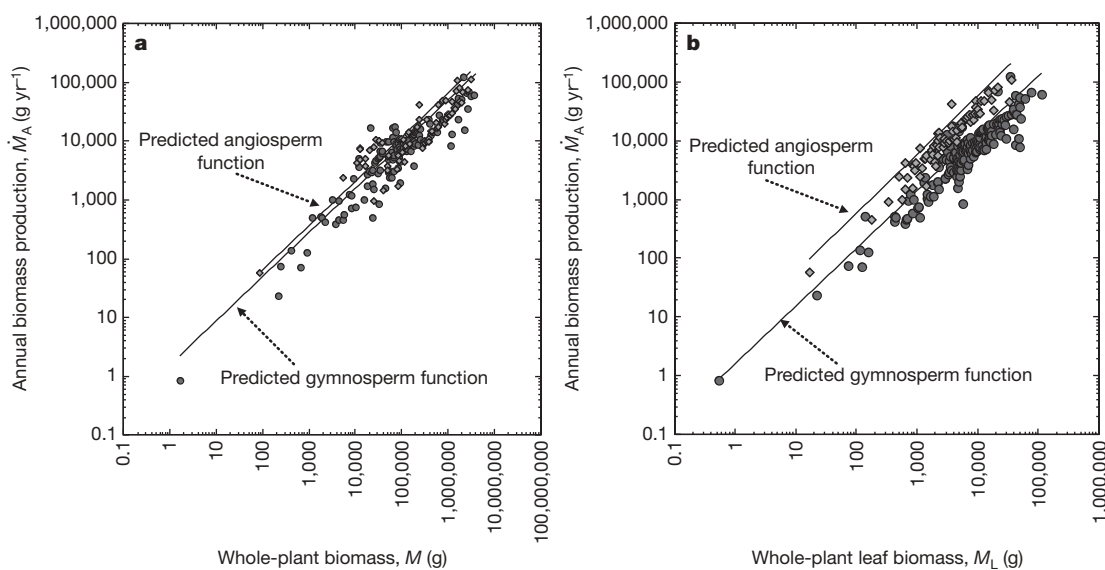 a
1,000,000
100,000
10,000
1,000
100
10
1
0.1
Annual biomass production, Ṁ_A (g yr⁻¹)
Predicted angiosperm
function
Predicted gymnosperm function
0.1
1
10
100
1,000
10,000
100,000
1,000,000
10,000,000
100,000,000
Whole-plant biomass, M (g)
b
1,000,000
100,000
10,000
1,000
100
10
1
0.1
Annual biomass production, Ṁ_A (g yr⁻¹)
Predicted angiosperm
function
Predicted gymnosperm function
0.1
1
10
100
1,000
10,000
100,000
1.000,000
Whole-plant leaf biomass, M_L (g)